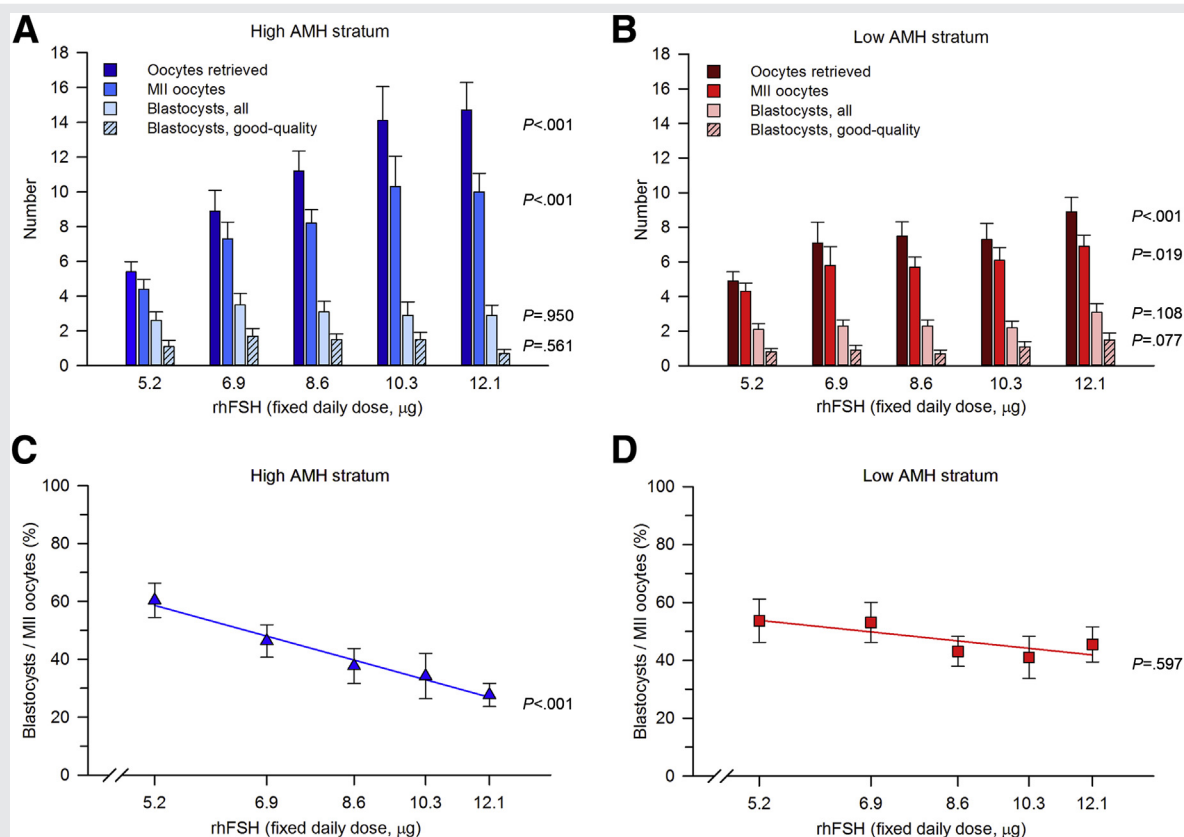 A
High AMH stratum
18
16
14
12
10
8
6
4
2
0
Number
Oocytes retrieved
MII oocytes
Blastocysts, all
Blastocysts, good-quality
P<.001
P<.001
P=.950
P=.561
5.2 6.9 8.6 10.3 12.1
rhFSH (fixed daily dose, µg)
B
Low AMH stratum
18
16
14
12
10
8
6
4
2
0
Number
Oocytes retrieved
MII oocytes
Blastocysts, all
Blastocysts, good-quality
P<.001
P=.019
P=.108
P=.077
5.2 6.9 8.6 10.3 12.1
rhFSH (fixed daily dose, µg)
C
High AMH stratum
100
80
60
40
20
0
Blastocysts / MII oocytes (%)
P<.001
5.2 6.9 8.6 10.3 12.1
rhFSH (fixed daily dose, µg)
D
Low AMH stratum
100
80
60
40
20
0
Blastocysts / MII oocytes (%)
P=.597
5.2 6.9 8.6 10.3 12.1
rhFSH (fixed daily dose, µg)